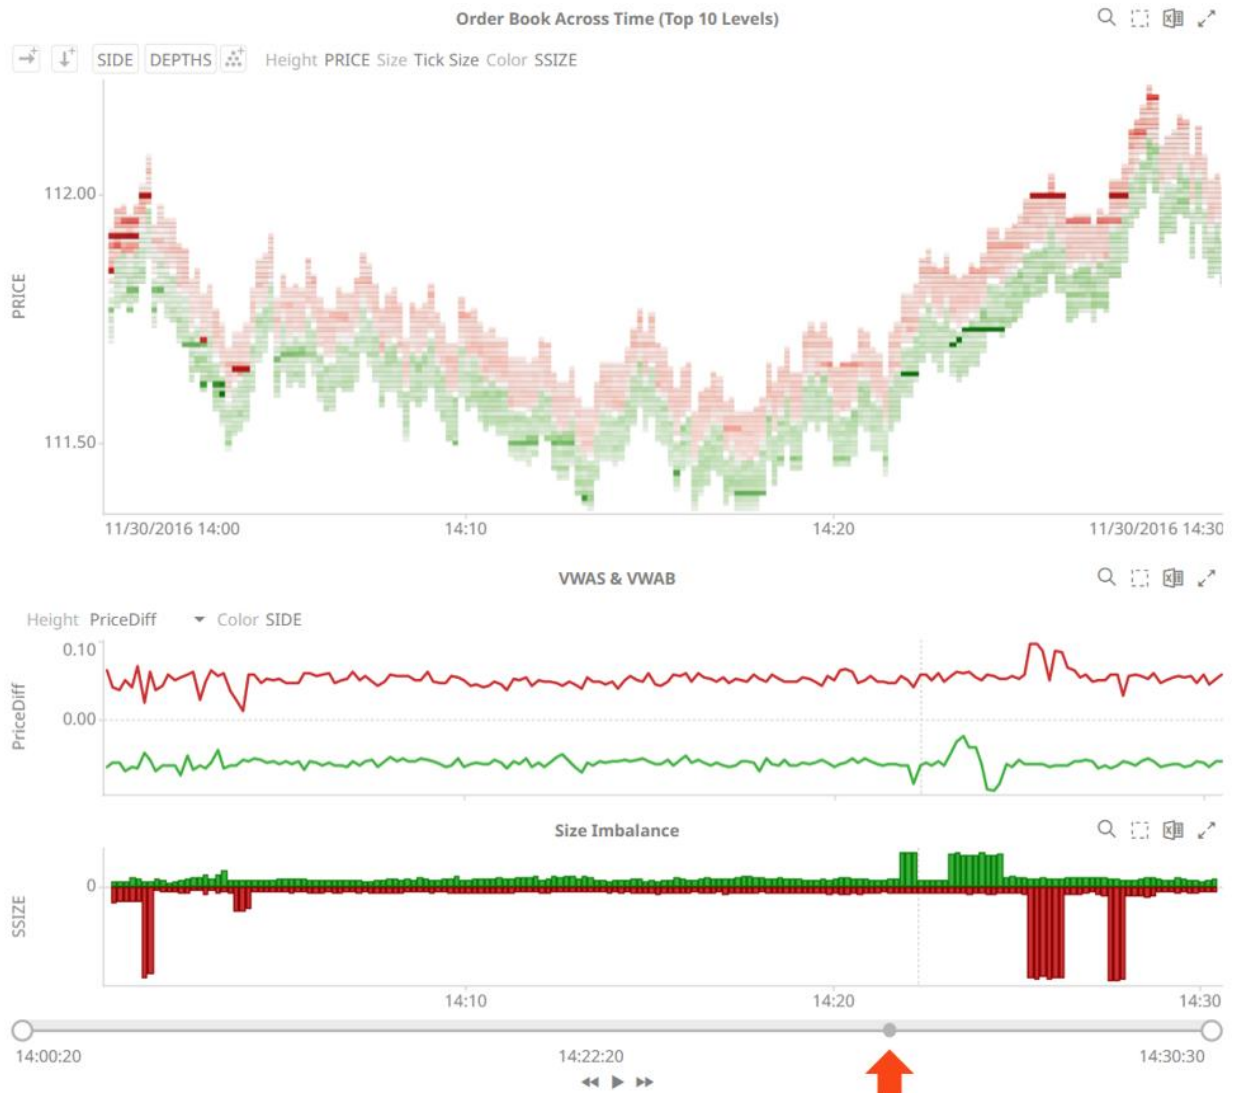 Order Book Across Time (Top 10 Levels)
SIDE DEPTHS Height PRICE Size Tick Size Color SSIZE
112.00
PRICE
111.50
11/30/2016 14:00 14:10 14:20 11/30/2016 14:30
VWAS & VWAB
Height PriceDiff Color SIDE
0.10
PriceDiff
0.00
Size Imbalance
0
SSIZE
14:10 14:20 14:30
14:00:20 14:22:20 14:30:30